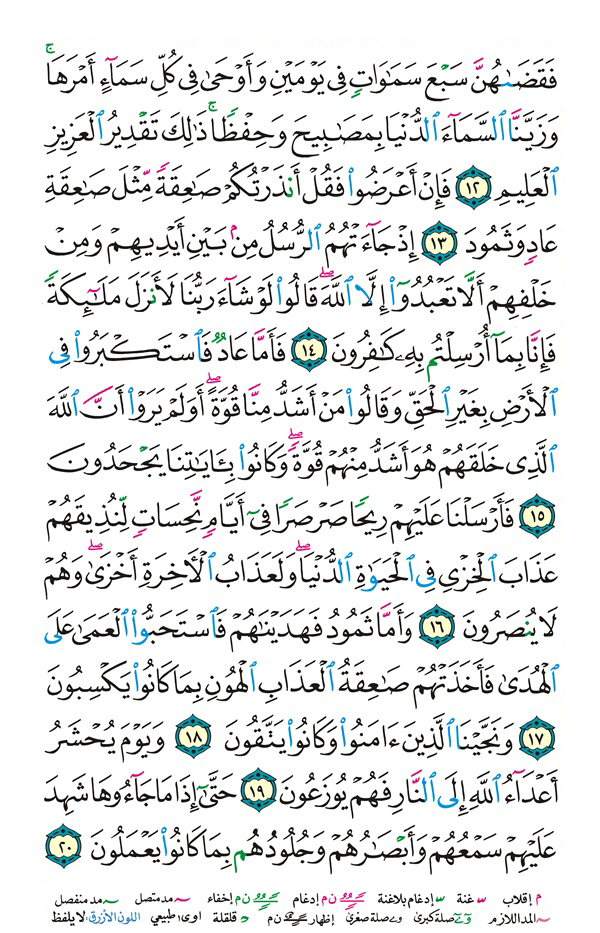 فَقَضَىٰهُنَّ سَبْعَ سَمَٰوَاتٍ فِى يَوْمَيْنِ وَأَوْحَىٰ فِى كُلِّ سَمَآءٍ أَمْرَهَا ۚ
وَزَيَّنَّا ٱلسَّمَآءَ ٱلدُّنْيَا بِمَصَٰبِيحَ وَحِفْظًا ۚ ذَٰلِكَ تَقْدِيرُ ٱلْعَزِيزِ
ٱلْعَلِيمِ ١٢ فَإِنْ أَعْرَضُوا۟ فَقُلْ أَنذَرْتُكُمْ صَٰعِقَةً مِّثْلَ صَٰعِقَةِ
عَادٍ وَثَمُودَ ١٣ إِذْ جَآءَتْهُمُ ٱلرُّسُلُ مِنۢ بَيْنِ أَيْدِيهِمْ وَمِنْ
خَلْفِهِمْ أَلَّا تَعْبُدُوٓا۟ إِلَّا ٱللَّهَ ۖ قَالُوا۟ لَوْ شَآءَ رَبُّنَا لَأَنزَلَ مَلَٰٓئِكَةً
فَإِنَّا بِمَآ أُرْسِلْتُم بِهِۦ كَٰفِرُونَ ١٤ فَأَمَّا عَادٌ فَٱسْتَكْبَرُوا۟ فِى
ٱلْأَرْضِ بِغَيْرِ ٱلْحَقِّ وَقَالُوا۟ مَنْ أَشَدُّ مِنَّا قُوَّةً ۖ أَوَلَمْ يَرَوْا۟ أَنَّ ٱللَّهَ
ٱلَّذِى خَلَقَهُمْ هُوَ أَشَدُّ مِنْهُمْ قُوَّةً ۖ وَكَانُوا۟ بِـَٔايَٰتِنَا يَجْحَدُونَ
١٥ فَأَرْسَلْنَا عَلَيْهِمْ رِيحًا صَرْصَرًا فِىٓ أَيَّامٍ نَّحِسَاتٍ لِّنُذِيقَهُمْ
عَذَابَ ٱلْخِزْىِ فِى ٱلْحَيَوٰةِ ٱلدُّنْيَا ۖ وَلَعَذَابُ ٱلْءَاخِرَةِ أَخْزَىٰ ۖ وَهُمْ
لَا يُنصَرُونَ ١٦ وَأَمَّا ثَمُودُ فَهَدَيْنَٰهُمْ فَٱسْتَحَبُّوا۟ ٱلْعَمَىٰ عَلَى
ٱلْهُدَىٰ فَأَخَذَتْهُمْ صَٰعِقَةُ ٱلْعَذَابِ ٱلْهُونِ بِمَا كَانُوا۟ يَكْسِبُونَ
١٧ وَنَجَّيْنَا ٱلَّذِينَ ءَامَنُوا۟ وَكَانُوا۟ يَتَّقُونَ ١٨ وَيَوْمَ يُحْشَرُ
أَعْدَآءُ ٱللَّهِ إِلَى ٱلنَّارِ فَهُمْ يُوزَعُونَ ١٩ حَتَّىٰٓ إِذَا مَا جَآءُوهَا شَهِدَ
عَلَيْهِمْ سَمْعُهُمْ وَأَبْصَٰرُهُمْ وَجُلُودُهُم بِمَا كَانُوا۟ يَعْمَلُونَ ٢٠
م إقلاب غنة إدغام بلاغنة ن م إدغام ن م إخفاء مد متصل مد منفصل
المد اللازم صلة كبرى صلة صغرى إظهار ن م قلقلة اوى، طبيعي اللون الأزرق: لا يلفظ